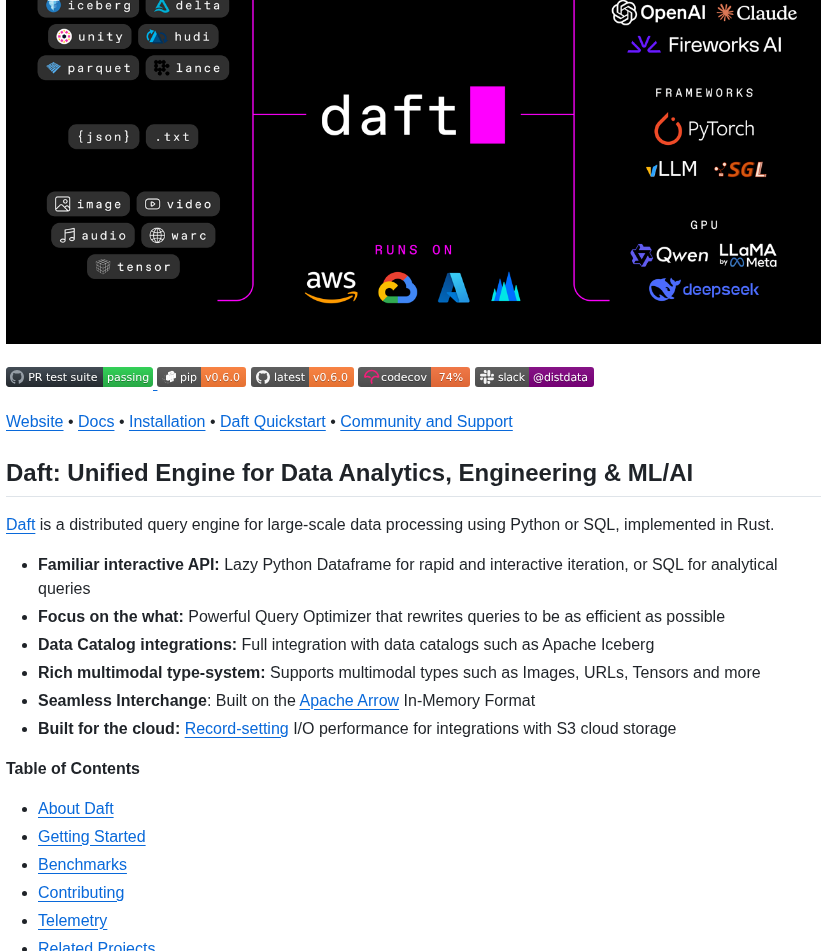 iceberg delta
unity hudi
parquet lance
{json} .txt
image video
audio warc
tensor
daft
RUNS ON
aws
OpenAI Claude
Fireworks AI
FRAMEWORKS
PyTorch
vLLM SGL
GPU
Qwen LLaMA by Meta
deepseek
PR test suite passing pip v0.6.0 latest v0.6.0 codecov 74% slack @distdata
Website • Docs • Installation • Daft Quickstart • Community and Support
Daft: Unified Engine for Data Analytics, Engineering & ML/AI
Daft is a distributed query engine for large-scale data processing using Python or SQL, implemented in Rust.
• Familiar interactive API: Lazy Python Dataframe for rapid and interactive iteration, or SQL for analytical
queries
• Focus on the what: Powerful Query Optimizer that rewrites queries to be as efficient as possible
• Data Catalog integrations: Full integration with data catalogs such as Apache Iceberg
• Rich multimodal type-system: Supports multimodal types such as Images, URLs, Tensors and more
• Seamless Interchange: Built on the Apache Arrow In-Memory Format
• Built for the cloud: Record-setting I/O performance for integrations with S3 cloud storage
Table of Contents
• About Daft
• Getting Started
• Benchmarks
• Contributing
• Telemetry
• Related Projects